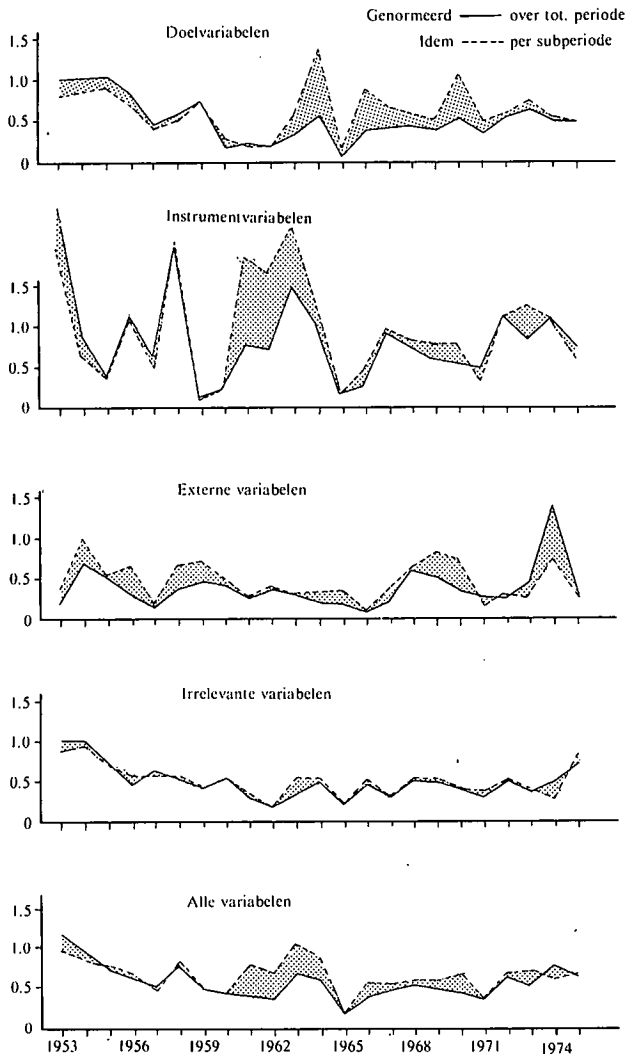 Genormeerd over tot. periode
Idem per subperiode
Doelvariabelen
1.5
1.0
0.5
0
Instrumentvariabelen
1.5
1.0
0.5
0
Externe variabelen
1.5
1.0
0.5
0
Irrelevante variabelen
1.5
1.0
0.5
0
Alle variabelen
1.5
1.0
0.5
0
1953 1956 1959 1962 1965 1968 1971 1974